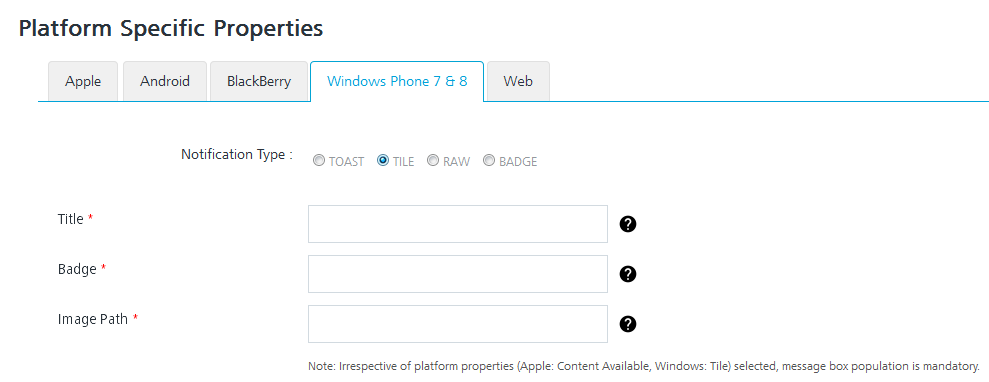 Platform Specific Properties
Apple Android BlackBerry Windows Phone 7 & 8 Web
Notification Type : TOAST TILE RAW BADGE
Title *
Badge *
Image Path *
Note: Irrespective of platform properties (Apple: Content Available, Windows: Tile) selected, message box population is mandatory.